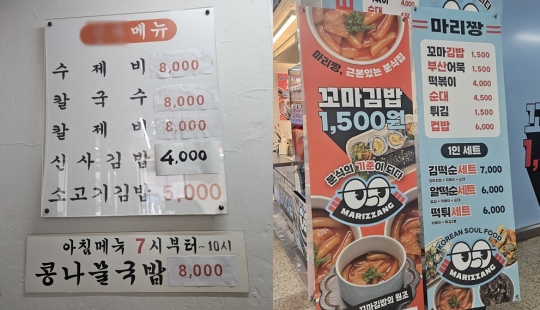 메뉴
수제비 8,000
칼국수 8,000
칼제비 8,000
신사김밥 4,000
소고기김밥 5,000
아침메뉴 7시부터~10시
콩나물국밥 8,000
마리짱, 근본있는 분식집
꼬마김밥
1,500원
분식의 기준이 되다
MARIZZANG
꼬마김밥의 원조
마리짱
꼬마김밥 1,500
부산어묵 1,500
떡볶이 4,000
순대 4,500
튀김 1,500
컵밥 6,000
1인 세트
김떡순세트 7,000
알떡순세트 6,000
떡튀세트 6,000
KOREAN SOUL FOOD
MARIZZANG